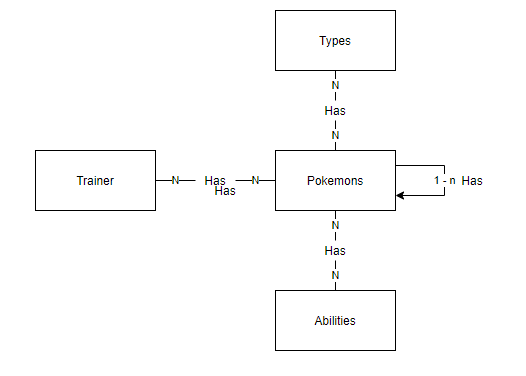 Types
N
Has
N
Trainer
N Has N
Has
Pokemons
1 - n Has
N
Has
N
Abilities